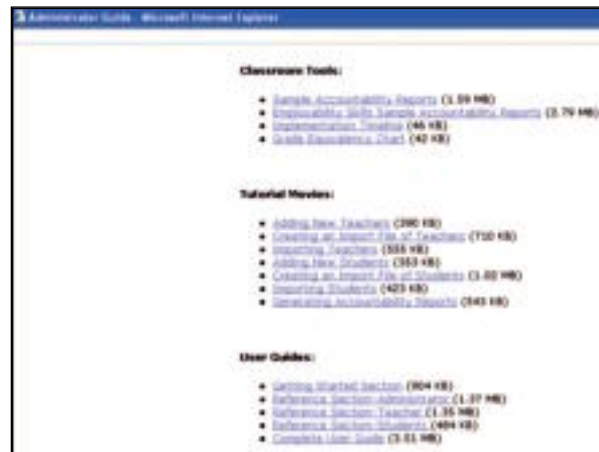 Administrator Guide - Microsoft Internet Explorer
Classroom Tools:
• Sample Accountability Reports (1.59 MB)
• Employability Skills Sample Accountability Reports (2.79 MB)
• Implementation Timeline (46 KB)
• Grade Equivalency Chart (42 KB)
Tutorial Movies:
• Adding New Teachers (390 KB)
• Creating an Import File of Teachers (710 KB)
• Importing Teachers (555 KB)
• Adding New Students (353 KB)
• Creating an Import File of Students (1.02 MB)
• Importing Students (423 KB)
• Generating Accountability Reports (543 KB)
User Guides:
• Getting Started Section (904 KB)
• Reference Section-Administrator (1.37 MB)
• Reference Section-Teacher (1.35 MB)
• Reference Section-Students (484 KB)
• Complete User Guide (3.01 MB)